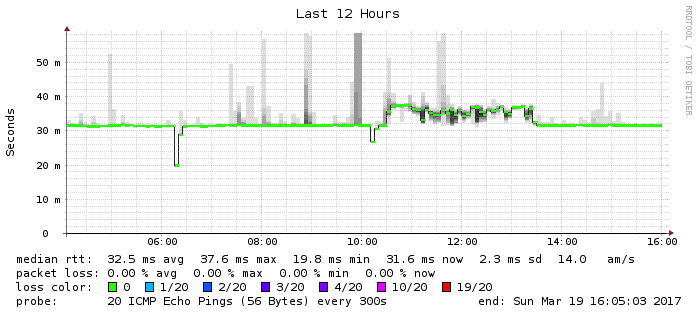 Last 12 Hours
RRDTOOL / TOBI OETIKER
Seconds
50 m
40 m
30 m
20 m
10 m
0
06:00 08:00 10:00 12:00 14:00 16:00
median rtt: 32.5 ms avg 37.6 ms max 19.8 ms min 31.6 ms now 2.3 ms sd 14.0 am/s
packet loss: 0.00 % avg 0.00 % max 0.00 % min 0.00 % now
loss color: 0 1/20 2/20 3/20 4/20 10/20 19/20
probe: 20 ICMP Echo Pings (56 Bytes) every 300s end: Sun Mar 19 16:05:03 2017